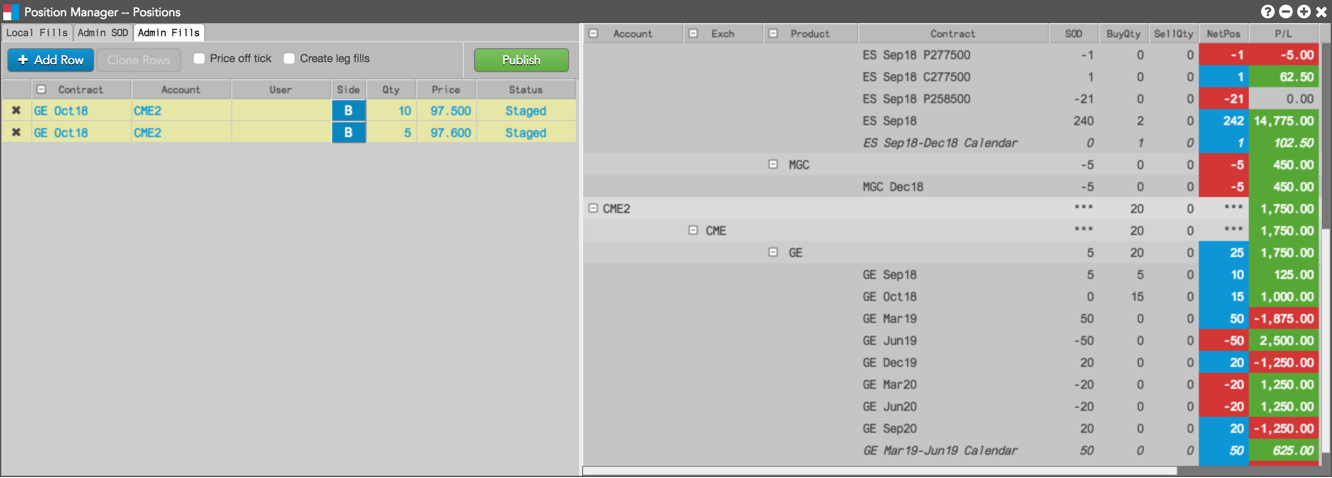 Position Manager -- Positions
Local Fills Admin SOD Admin Fills
+ Add Row Clone Rows Price off tick Create leg fills Publish
Contract Account User Side Qty Price Status
GE Oct18 CME2 B 10 97.500 Staged
GE Oct18 CME2 B 5 97.600 Staged
Account Exch Product Contract SOD BuyQty SellQty NetPos P/L
ES Sep18 P277500 -1 0 0 -1 -5.00
ES Sep18 C277500 1 0 0 1 62.50
ES Sep18 P258500 -21 0 0 -21 0.00
ES Sep18 240 2 0 242 14,775.00
ES Sep18-Dec18 Calendar 0 1 0 1 102.50
MGC -5 0 0 -5 450.00
MGC Dec18 -5 0 0 -5 450.00
CME2 *** 20 0 *** 1,750.00
CME *** 20 0 *** 1,750.00
GE 5 20 0 25 1,750.00
GE Sep18 5 5 0 10 125.00
GE Oct18 0 15 0 15 1,000.00
GE Mar19 50 0 0 50 -1,875.00
GE Jun19 -50 0 0 -50 2,500.00
GE Dec19 20 0 0 20 -1,250.00
GE Mar20 -20 0 0 -20 1,250.00
GE Jun20 -20 0 0 -20 1,250.00
GE Sep20 20 0 0 20 -1,250.00
GE Mar19-Jun19 Calendar 50 0 0 50 625.00